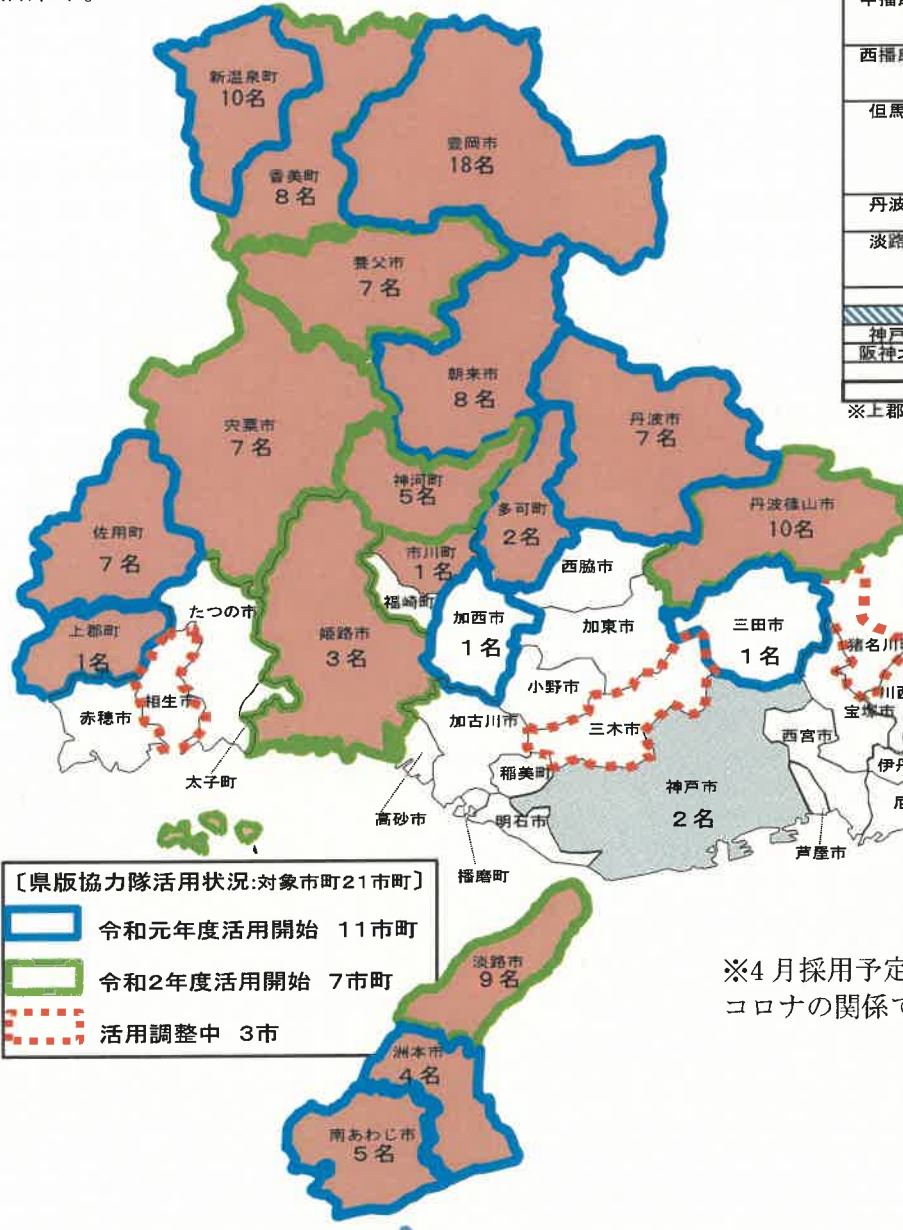 新温泉町
10名
香美町
8名
豊岡市
18名
養父市
7名
朝来市
8名
宍粟市
7名
丹波市
7名
神河町
5名
多可町
2名
丹波篠山市
10名
佐用町
7名
市川町
1名
福崎町
西脇市
たつの市
加西市
1名
加東市
三田市
1名
上郡町
1名
姫路市
3名
猪名川町
相生市
赤穂市
小野市
加古川市
三木市
川西
宝塚市
西宮市
伊丹
太子町
稲美町
神戸市
2名
高砂市
明石市
芦屋市
播磨町
〔県版協力隊活用状況:対象市町21市町〕
令和元年度活用開始 11市町
令和2年度活用開始 7市町
活用調整中 3市
淡路市
9名
洲本市
4名
南あわじ市
5名
西播
但馬
丹波
淡路
神戸
阪神
※上郡
※4月採用予定
コロナの関係で